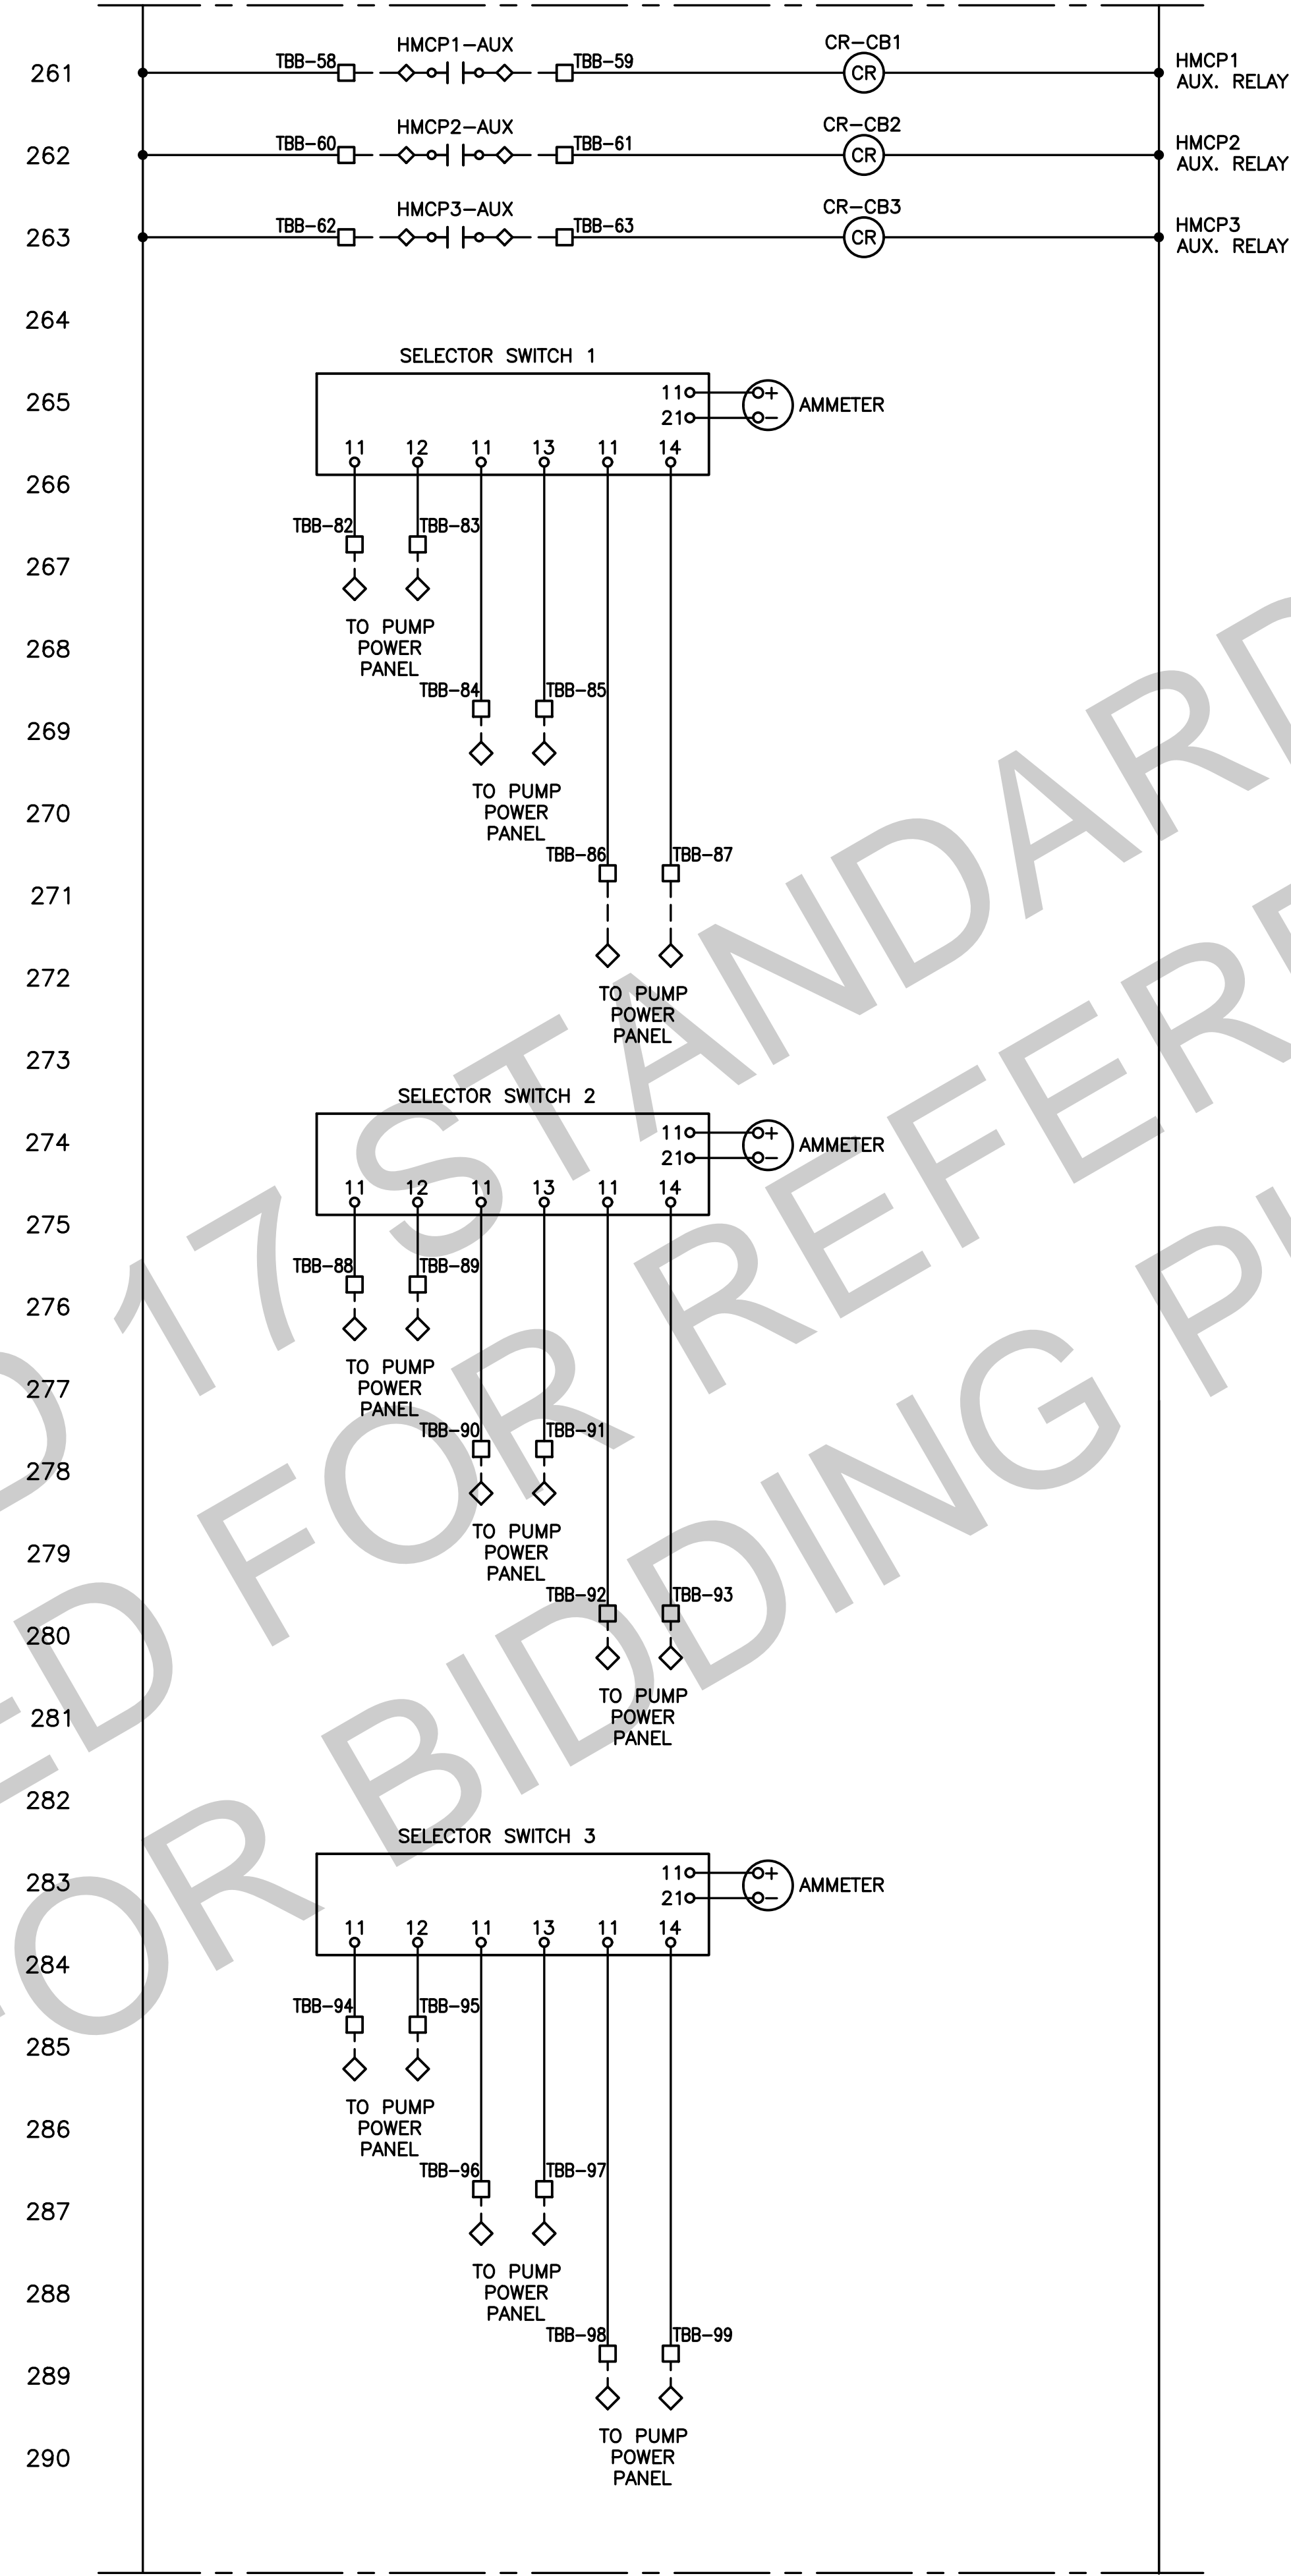 261 TBB-58 HMCP1-AUX TBB-59 CR-CB1 CR HMCP1
AUX. RELAY
262 TBB-60 HMCP2-AUX TBB-61 CR-CB2 CR HMCP2
AUX. RELAY
263 TBB-62 HMCP3-AUX TBB-63 CR-CB3 CR HMCP3
AUX. RELAY
264
SELECTOR SWITCH 1
265 11 + AMMETER
21 −
11 12 11 13 11 14
266
TBB-82 TBB-83
267
TO PUMP
268 POWER
PANEL
TBB-84 TBB-85
269
TO PUMP
270 POWER
PANEL
TBB-86 TBB-87
271
272
TO PUMP
POWER
PANEL
273
SELECTOR SWITCH 2
274 11 + AMMETER
21 −
11 12 11 13 11 14
275
TBB-88 TBB-89
276
TO PUMP
277 POWER
PANEL
TBB-90 TBB-91
278
TO PUMP
279 POWER
PANEL
TBB-92 TBB-93
280
TO PUMP
281 POWER
PANEL
282
SELECTOR SWITCH 3
283 11 + AMMETER
21 −
11 12 11 13 11 14
284
TBB-94 TBB-95
285
TO PUMP
286 POWER
PANEL
TBB-96 TBB-97
287
TO PUMP
288 POWER
PANEL
TBB-98 TBB-99
289
TO PUMP
290 POWER
PANEL
17 STANDARD
FOR
BIDDING